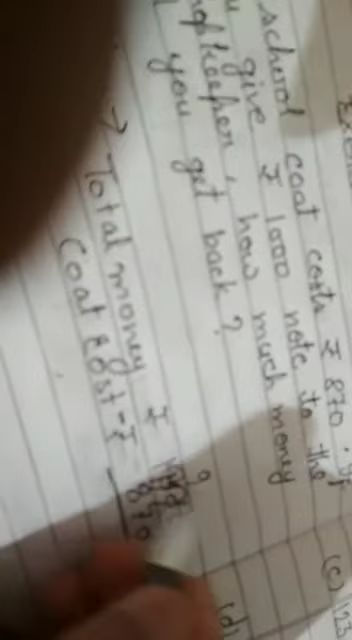 school coat costs ₹ 870. If
give ₹ 1000 note to the
shopkeeper, how much money
you get back?
→ Total money ₹
Coat cost - ₹ 870
(c) 123
(d)